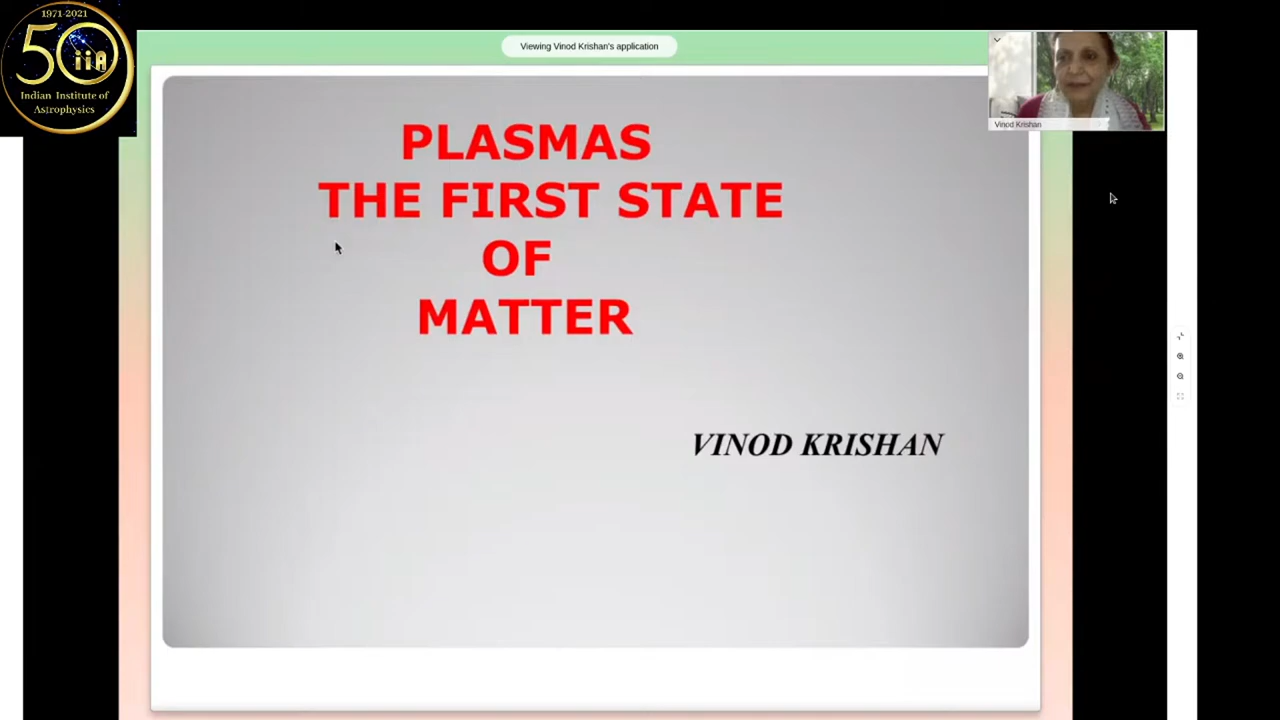 1971-2021
50
iiA
Indian Institute of
Astrophysics
Viewing Vinod Krishan's application
Vinod Krishan
PLASMAS
THE FIRST STATE
OF
MATTER
VINOD KRISHAN